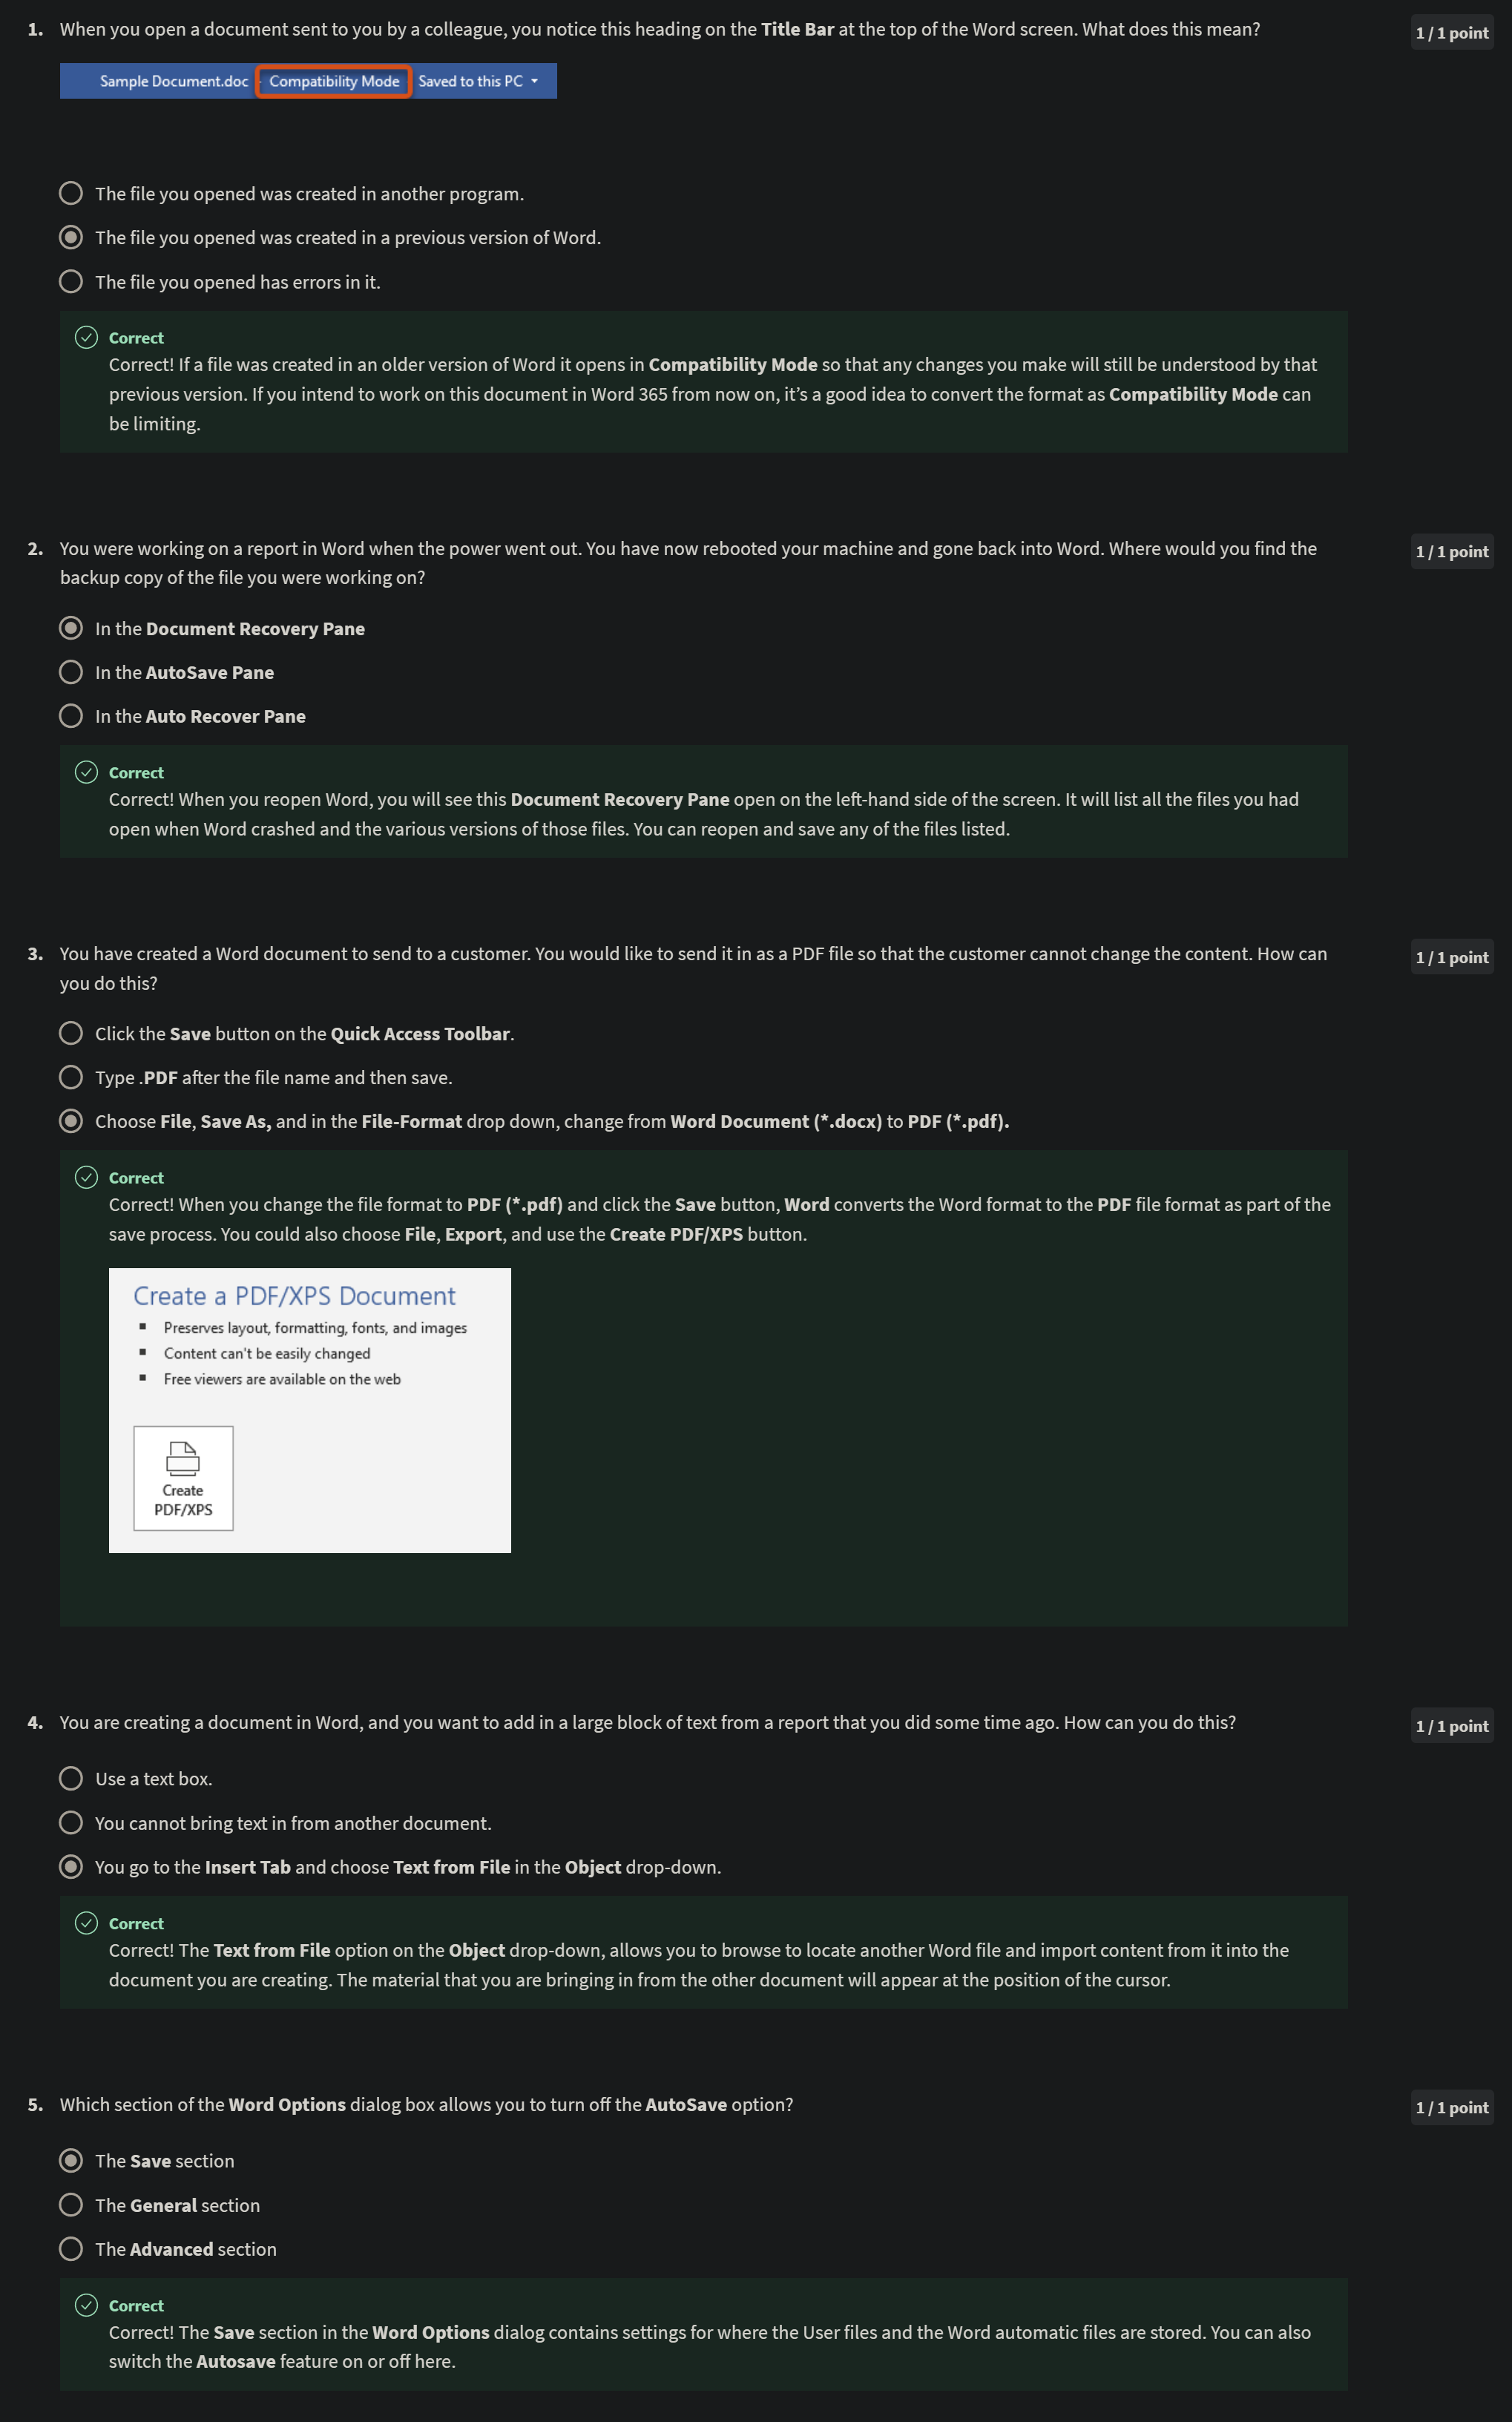 1. When you open a document sent to you by a colleague, you notice this heading on the Title Bar at the top of the Word screen. What does this mean?
1 / 1 point
Sample Document.doc - Compatibility Mode Saved to this PC
The file you opened was created in another program.
The file you opened was created in a previous version of Word.
The file you opened has errors in it.
Correct
Correct! If a file was created in an older version of Word it opens in Compatibility Mode so that any changes you make will still be understood by that
previous version. If you intend to work on this document in Word 365 from now on, it’s a good idea to convert the format as Compatibility Mode can
be limiting.
2. You were working on a report in Word when the power went out. You have now rebooted your machine and gone back into Word. Where would you find the
backup copy of the file you were working on?
1 / 1 point
In the Document Recovery Pane
In the AutoSave Pane
In the Auto Recover Pane
Correct
Correct! When you reopen Word, you will see this Document Recovery Pane open on the left-hand side of the screen. It will list all the files you had
open when Word crashed and the various versions of those files. You can reopen and save any of the files listed.
3. You have created a Word document to send to a customer. You would like to send it in as a PDF file so that the customer cannot change the content. How can
you do this?
1 / 1 point
Click the Save button on the Quick Access Toolbar.
Type .PDF after the file name and then save.
Choose File, Save As, and in the File-Format drop down, change from Word Document (*.docx) to PDF (*.pdf).
Correct
Correct! When you change the file format to PDF (*.pdf) and click the Save button, Word converts the Word format to the PDF file format as part of the
save process. You could also choose File, Export, and use the Create PDF/XPS button.
Create a PDF/XPS Document
▪ Preserves layout, formatting, fonts, and images
▪ Content can't be easily changed
▪ Free viewers are available on the web
Create
PDF/XPS
4. You are creating a document in Word, and you want to add in a large block of text from a report that you did some time ago. How can you do this?
1 / 1 point
Use a text box.
You cannot bring text in from another document.
You go to the Insert Tab and choose Text from File in the Object drop-down.
Correct
Correct! The Text from File option on the Object drop-down, allows you to browse to locate another Word file and import content from it into the
document you are creating. The material that you are bringing in from the other document will appear at the position of the cursor.
5. Which section of the Word Options dialog box allows you to turn off the AutoSave option?
1 / 1 point
The Save section
The General section
The Advanced section
Correct
Correct! The Save section in the Word Options dialog contains settings for where the User files and the Word automatic files are stored. You can also
switch the Autosave feature on or off here.